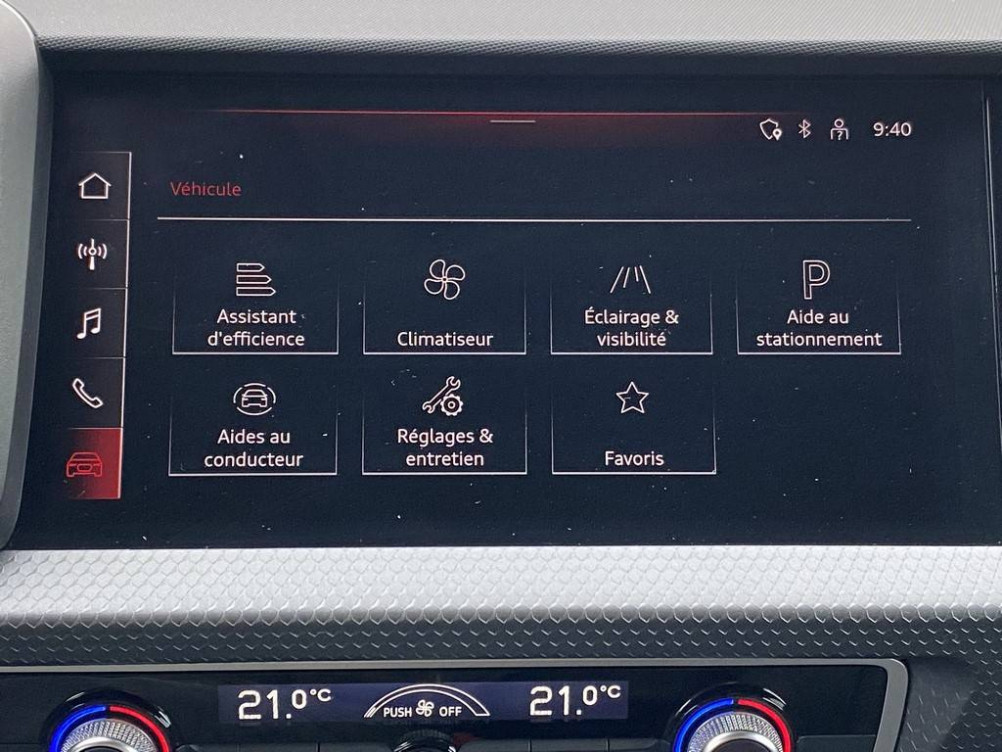 9:40
Véhicule
Assistant
d'efficience
Climatiseur
Éclairage &
visibilité
P
Aide au
stationnement
Aides au
conducteur
Réglages &
entretien
Favoris
21.0°C
PUSH OFF
21.0°C